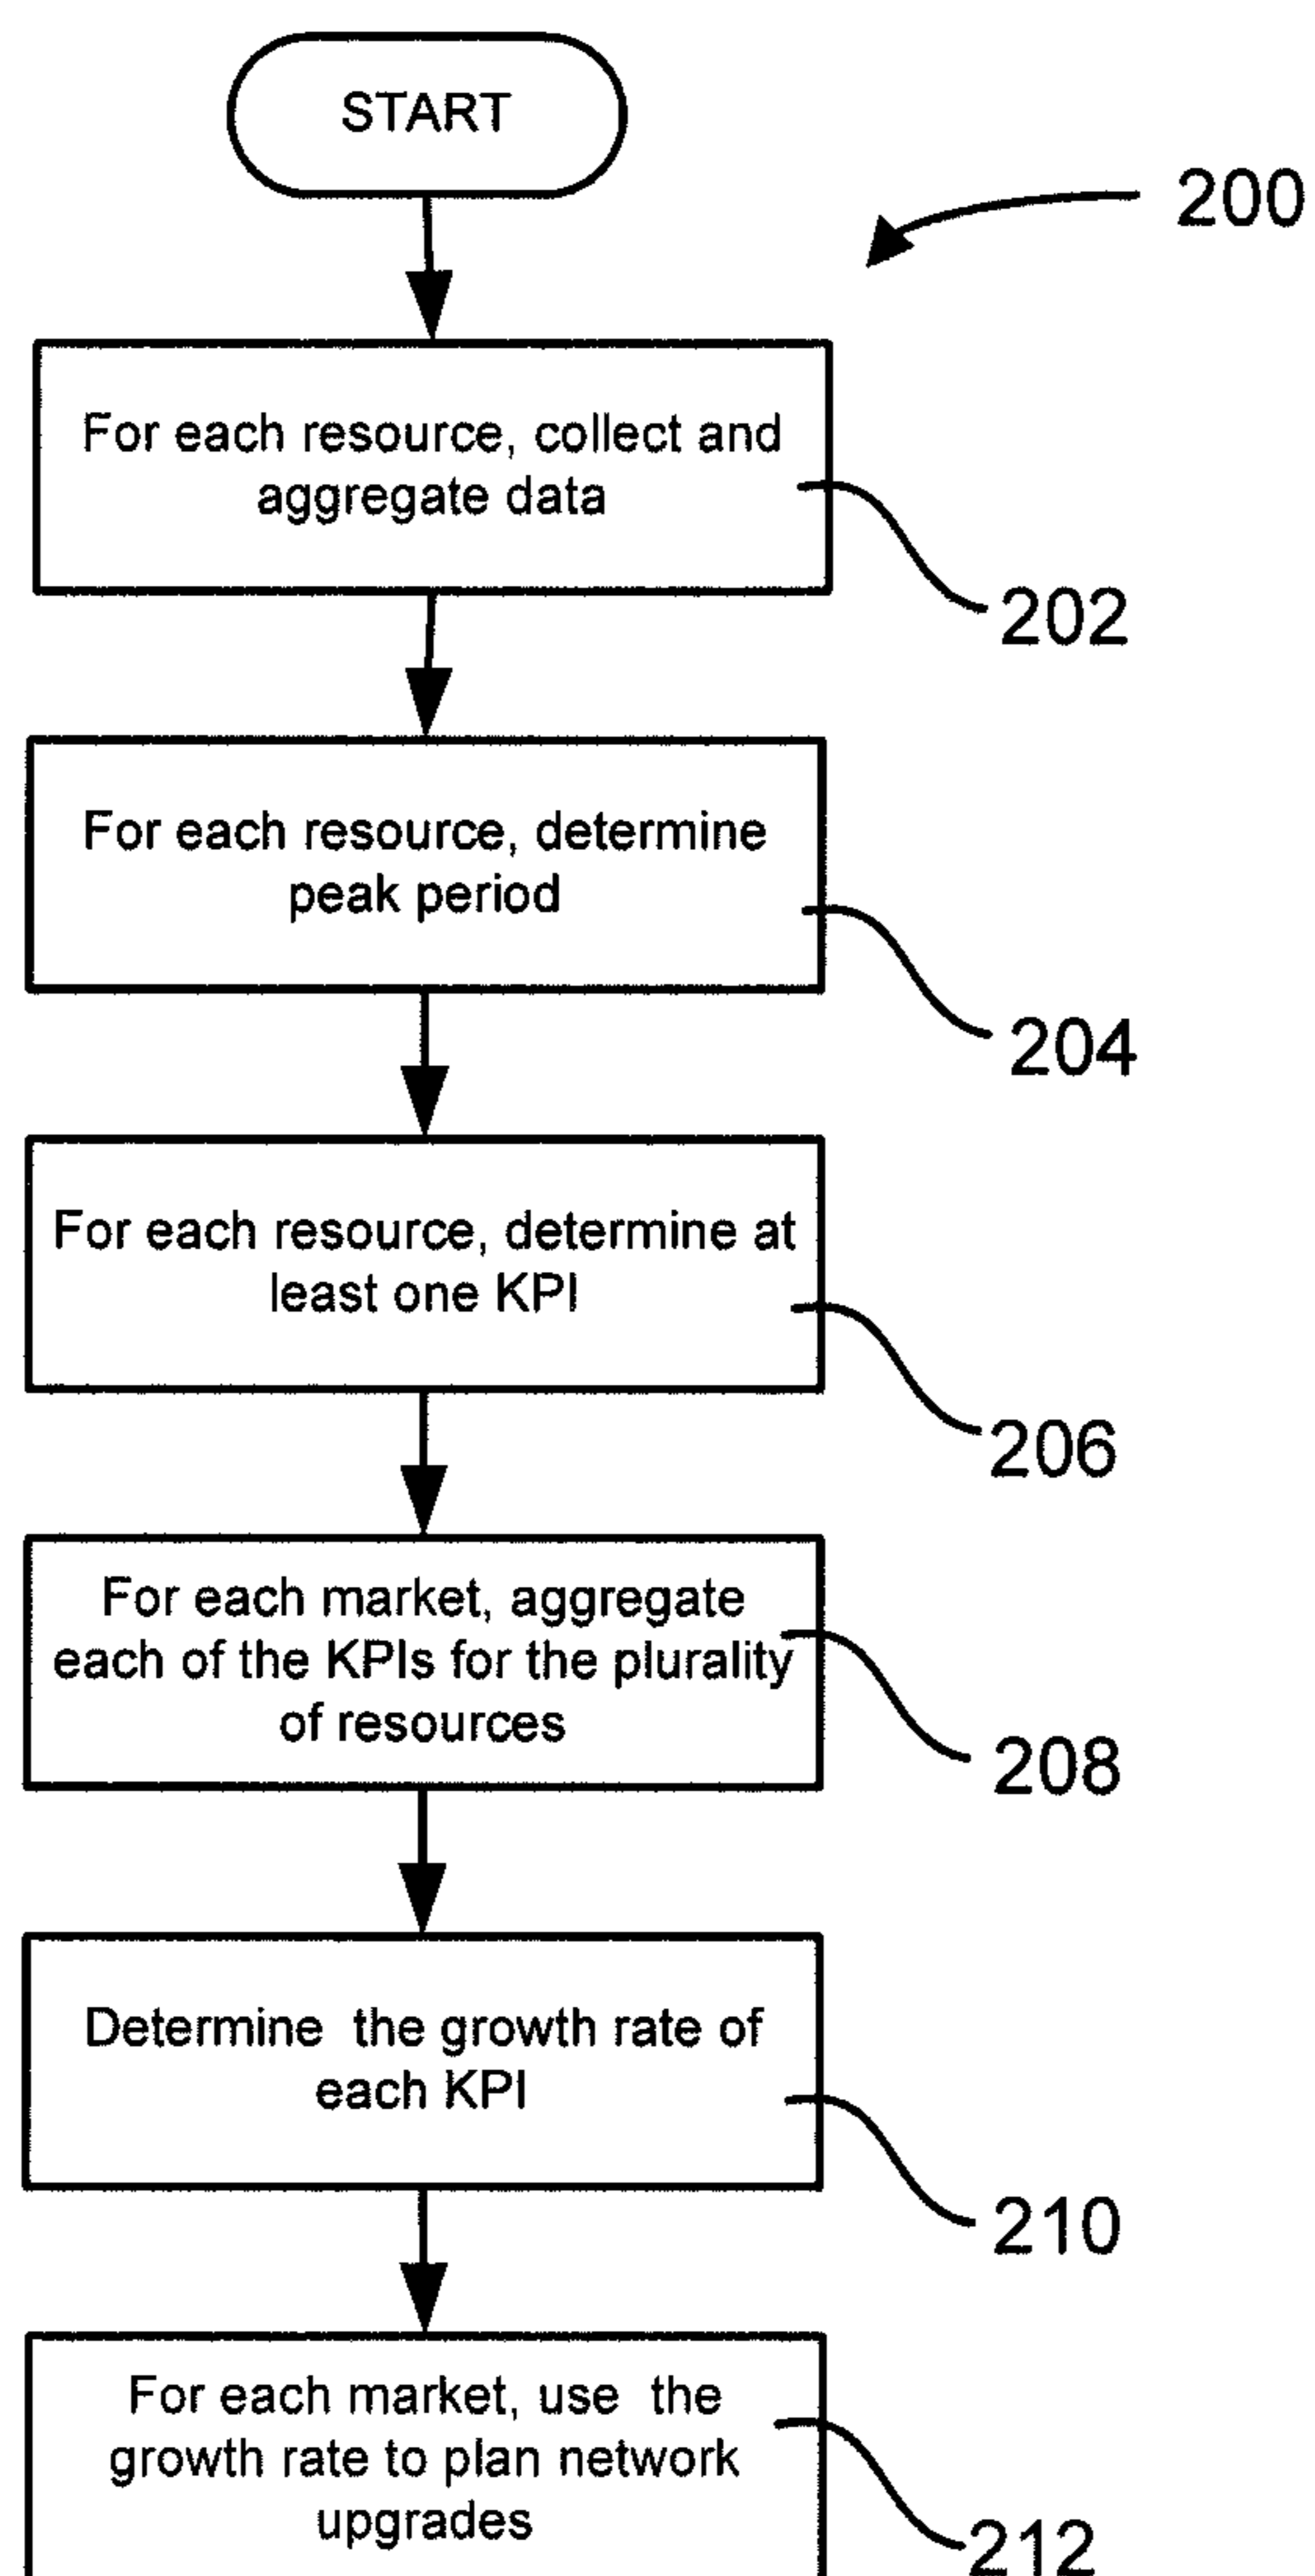 START
200
For each resource, collect and
aggregate data
202
For each resource, determine
peak period
204
For each resource, determine at
least one KPI
206
For each market, aggregate
each of the KPIs for the plurality
of resources
208
Determine  the growth rate of
each KPI
210
For each market, use  the
growth rate to plan network
upgrades
212